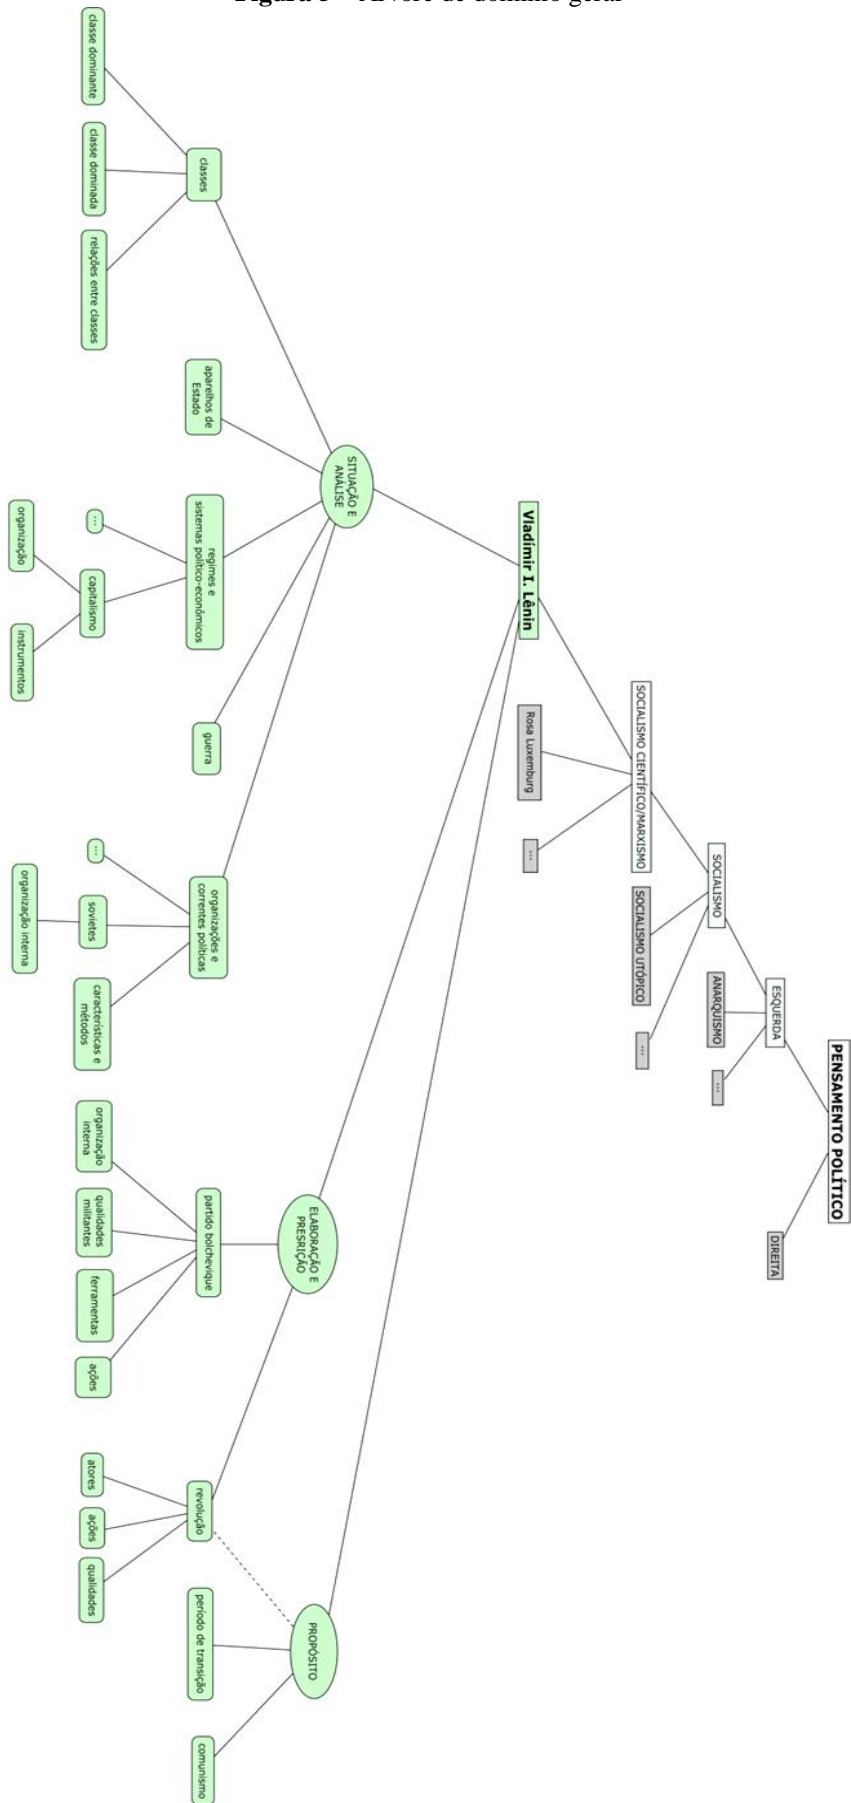 Figura – Árvore de domínio geral
PENSAMENTO POLÍTICO
ESQUERDA
DIREITA
SOCIALISMO
ANARQUISMO
...
SOCIALISMO CIENTÍFICO/MARXISMO
SOCIALISMO UTÓPICO
...
Vladímir I. Lênin
Rosa Luxemburg
...
SITUAÇÃO E
ANÁLISE
ELABORAÇÃO E
PRESRIÇÃO
PROPÓSITO
classes
aparelhos de
Estado
regimes e
sistemas político-econômicos
guerra
organizações e
correntes políticas
partido bolchevique
revolução
período de transição
comunismo
classe dominante
classe dominada
relações entre classes
...
capitalismo
...
sovietes
características e
métodos
organização
interna
qualidades
militantes
ferramentas
ações
atores
ações
qualidades
organização
instrumentos
organização interna